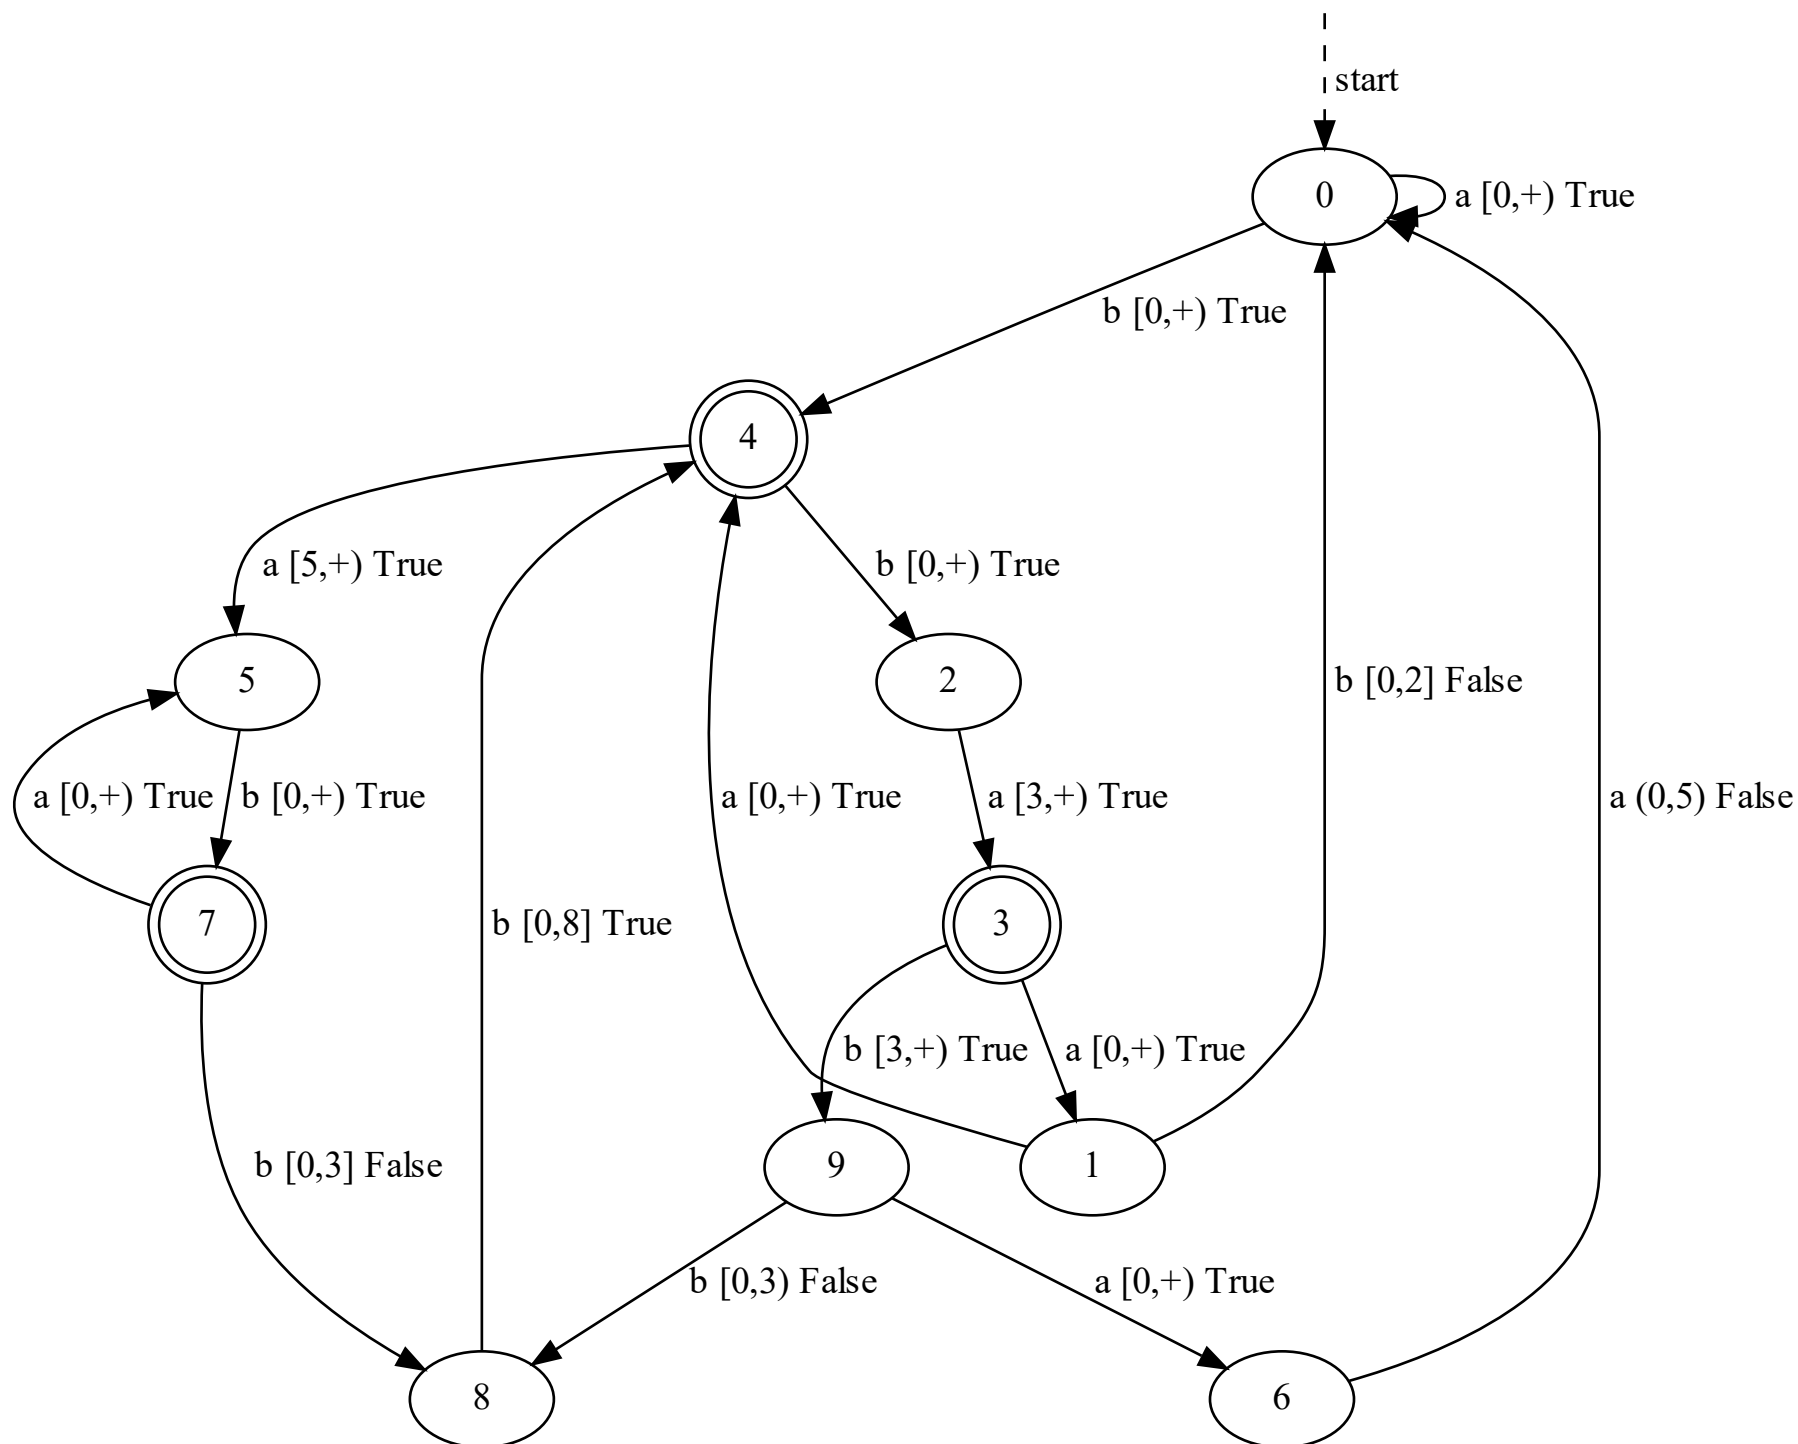 start
0
a [0,+) True
b [0,+) True
4
a [5,+) True
b [0,+) True
5
2
b [0,2] False
a [0,+) True
b [0,+) True
a [0,+) True
a [3,+) True
a (0,5) False
7
b [0,8] True
3
b [3,+) True
a [0,+) True
b [0,3] False
9
1
b [0,3) False
a [0,+) True
8
6